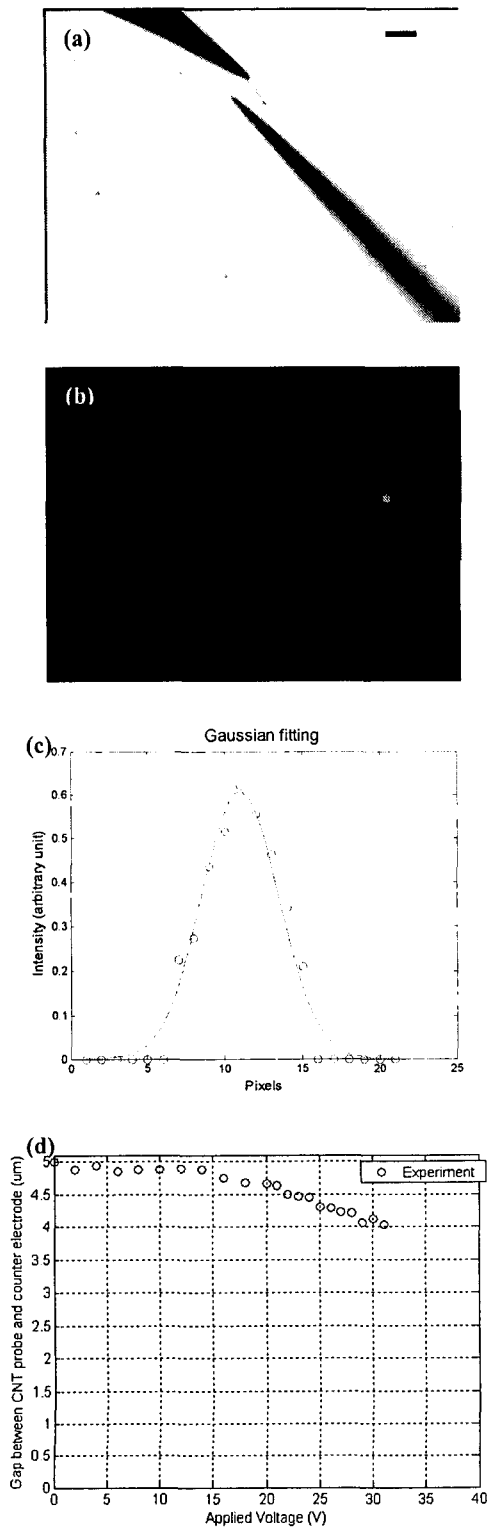 (a)
(b)
(c)
Gaussian fitting
0.7
0.6
0.5
0.4
0.3
0.2
0.1
0
Intensity (arbitrary unit)
0 5 10 15 20 25
Pixels
(d)
5
4.5
4
3.5
3
2.5
2
1.5
1
0.5
0
Gap between CNT probe and counter electrode (um)
Experiment
0 5 10 15 20 25 30 35 40
Applied Voltage (V)